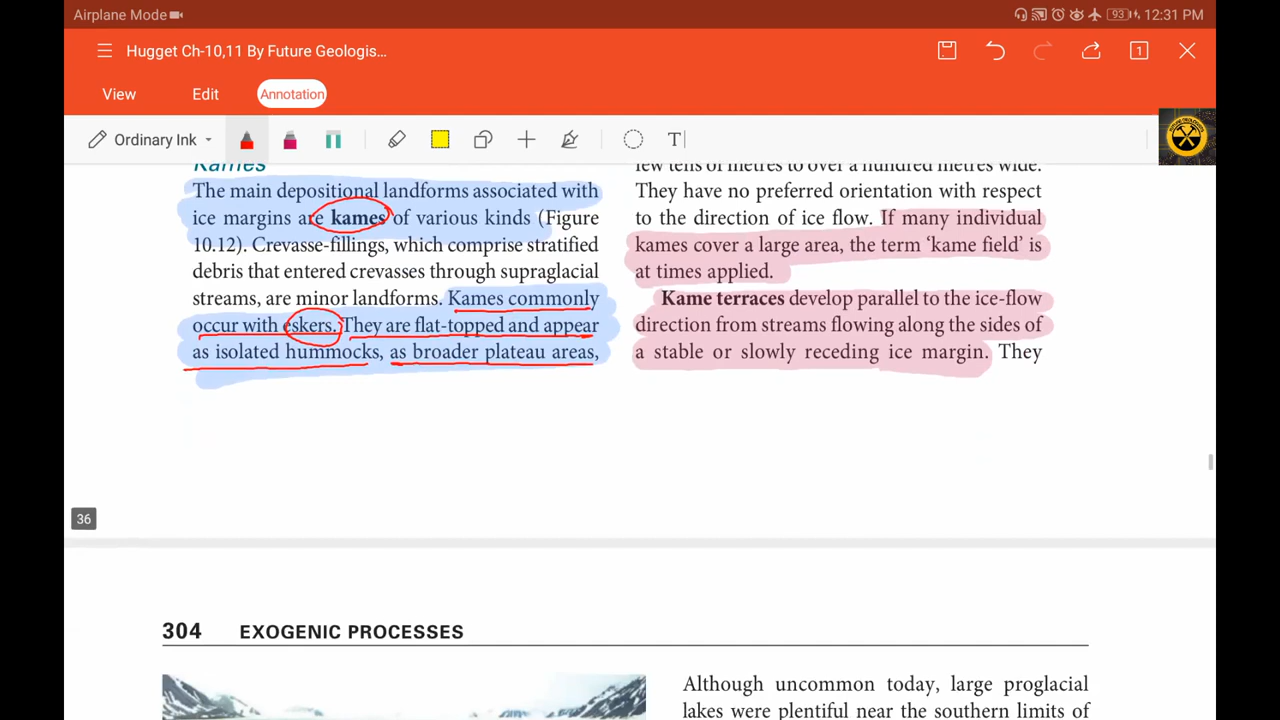 Airplane Mode
93
12:31 PM
Hugget Ch-10,11 By Future Geologis...
1
View
Edit
Annotation
Ordinary Ink
T
Kames
The main depositional landforms associated with
ice margins are kames of various kinds (Figure
10.12). Crevasse-fillings, which comprise stratified
debris that entered crevasses through supraglacial
streams, are minor landforms. Kames commonly
occur with eskers. They are flat-topped and appear
as isolated hummocks, as broader plateau areas,
few tens of metres to over a hundred metres wide.
They have no preferred orientation with respect
to the direction of ice flow. If many individual
kames cover a large area, the term ‘kame field’ is
at times applied.
Kame terraces develop parallel to the ice-flow
direction from streams flowing along the sides of
a stable or slowly receding ice margin. They
36
304 EXOGENIC PROCESSES
Although uncommon today, large proglacial
lakes were plentiful near the southern limits of